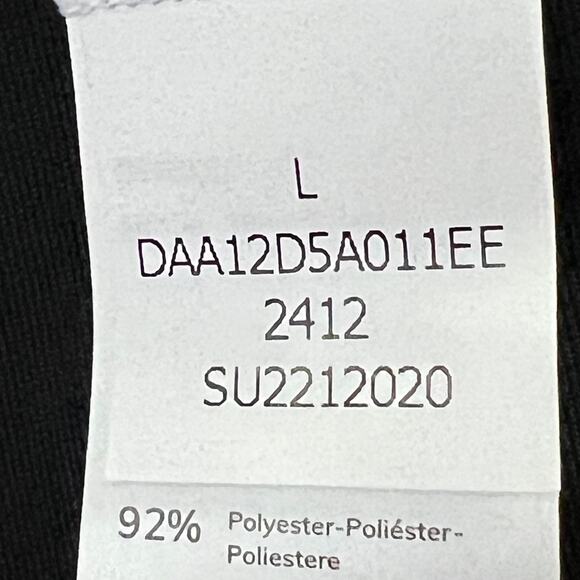 L
DAA12D5A011EE
2412
SU2212020
92% Polyester-Poliéster-
Poliestere